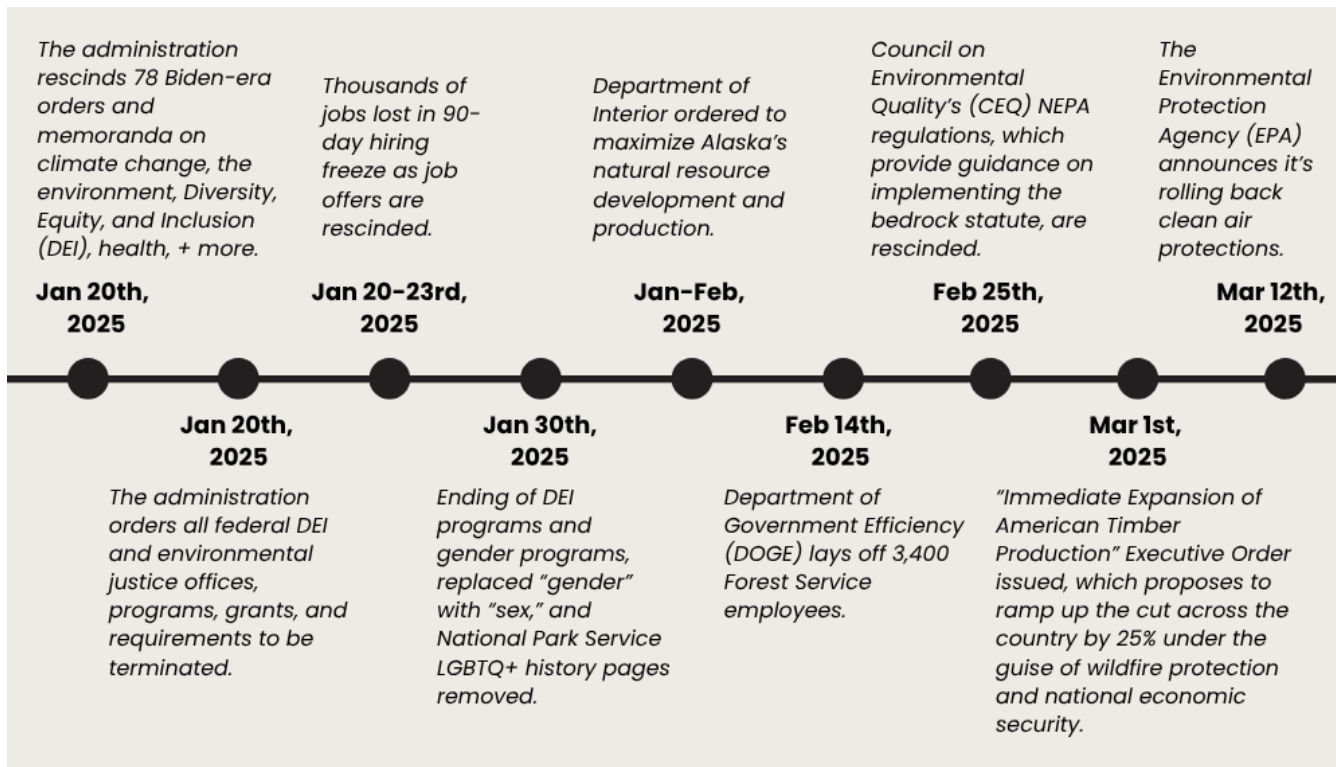 The administration
rescinds 78 Biden-era
orders and
memoranda on
climate change, the
environment, Diversity,
Equity, and Inclusion
(DEI), health, + more.
Jan 20th,
2025
The administration
orders all federal DEI
and environmental
justice offices,
programs, grants, and
requirements to be
terminated.
Jan 20th,
2025
Thousands of
jobs lost in 90-
day hiring
freeze as job
offers are
rescinded.
Jan 20-23rd,
2025
Jan 30th,
2025
Ending of DEI
programs and
gender programs,
replaced “gender”
with “sex,” and
National Park Service
LGBTQ+ history pages
removed.
Department of
Interior ordered to
maximize Alaska’s
natural resource
development and
production.
Jan-Feb,
2025
Feb 14th,
2025
Department of
Government Efficiency
(DOGE) lays off 3,400
Forest Service
employees.
Council on
Environmental
Quality’s (CEQ) NEPA
regulations, which
provide guidance on
implementing the
bedrock statute, are
rescinded.
Feb 25th,
2025
Mar 1st,
2025
“Immediate Expansion of
American Timber
Production” Executive Order
issued, which proposes to
ramp up the cut across the
country by 25% under the
guise of wildfire protection
and national economic
security.
The
Environmental
Protection
Agency (EPA)
announces it’s
rolling back
clean air
protections.
Mar 12th,
2025